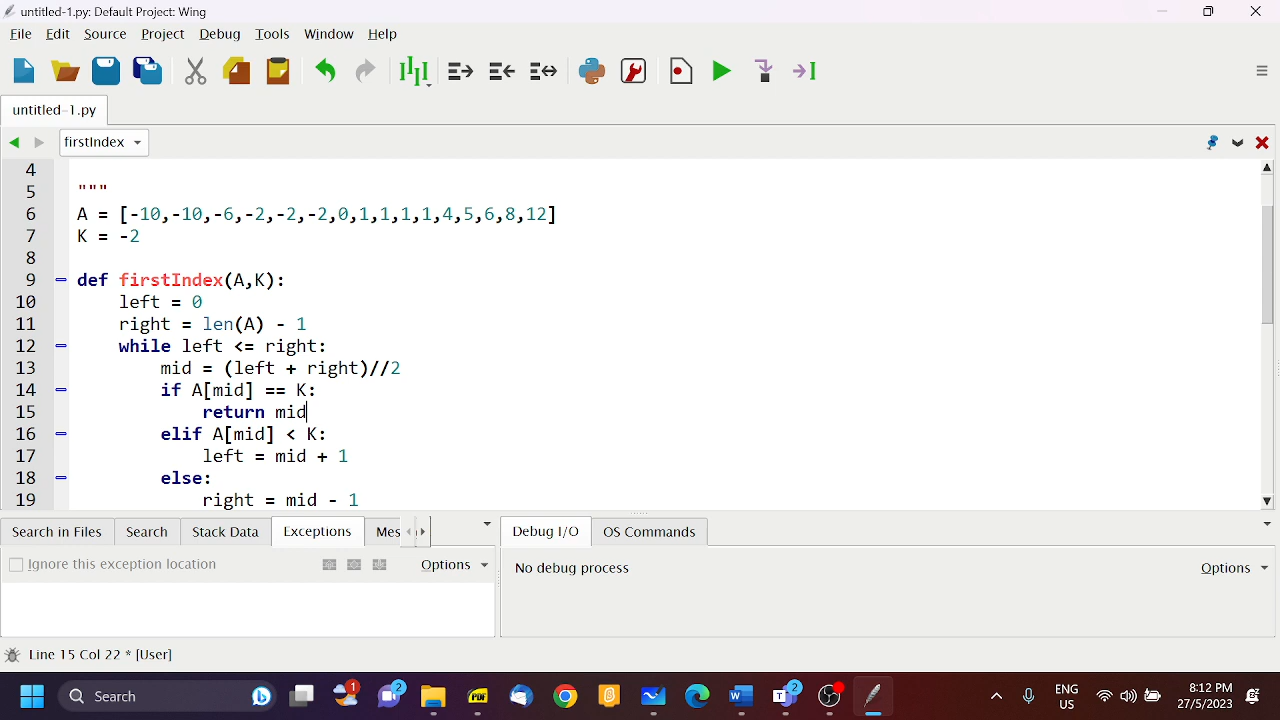 untitled-1.py: Default Project: Wing
File Edit Source Project Debug Tools Window Help
untitled-1.py
firstIndex
4
5 """
6 A = [-10,-10,-6,-2,-2,-2,0,1,1,1,1,4,5,6,8,12]
7 K = -2
8
9 def firstIndex(A,K):
10 left = 0
11 right = len(A) - 1
12 while left <= right:
13 mid = (left + right)//2
14 if A[mid] == K:
15 return mid
16 elif A[mid] < K:
17 left = mid + 1
18 else:
19 right = mid - 1
Search in Files Search Stack Data Exceptions Mes Debug I/O OS Commands
Ignore this exception location Options No debug process Options
Line 15 Col 22 * [User]
Search 1 2 PDF 2 ENG US 8:12 PM 27/5/2023